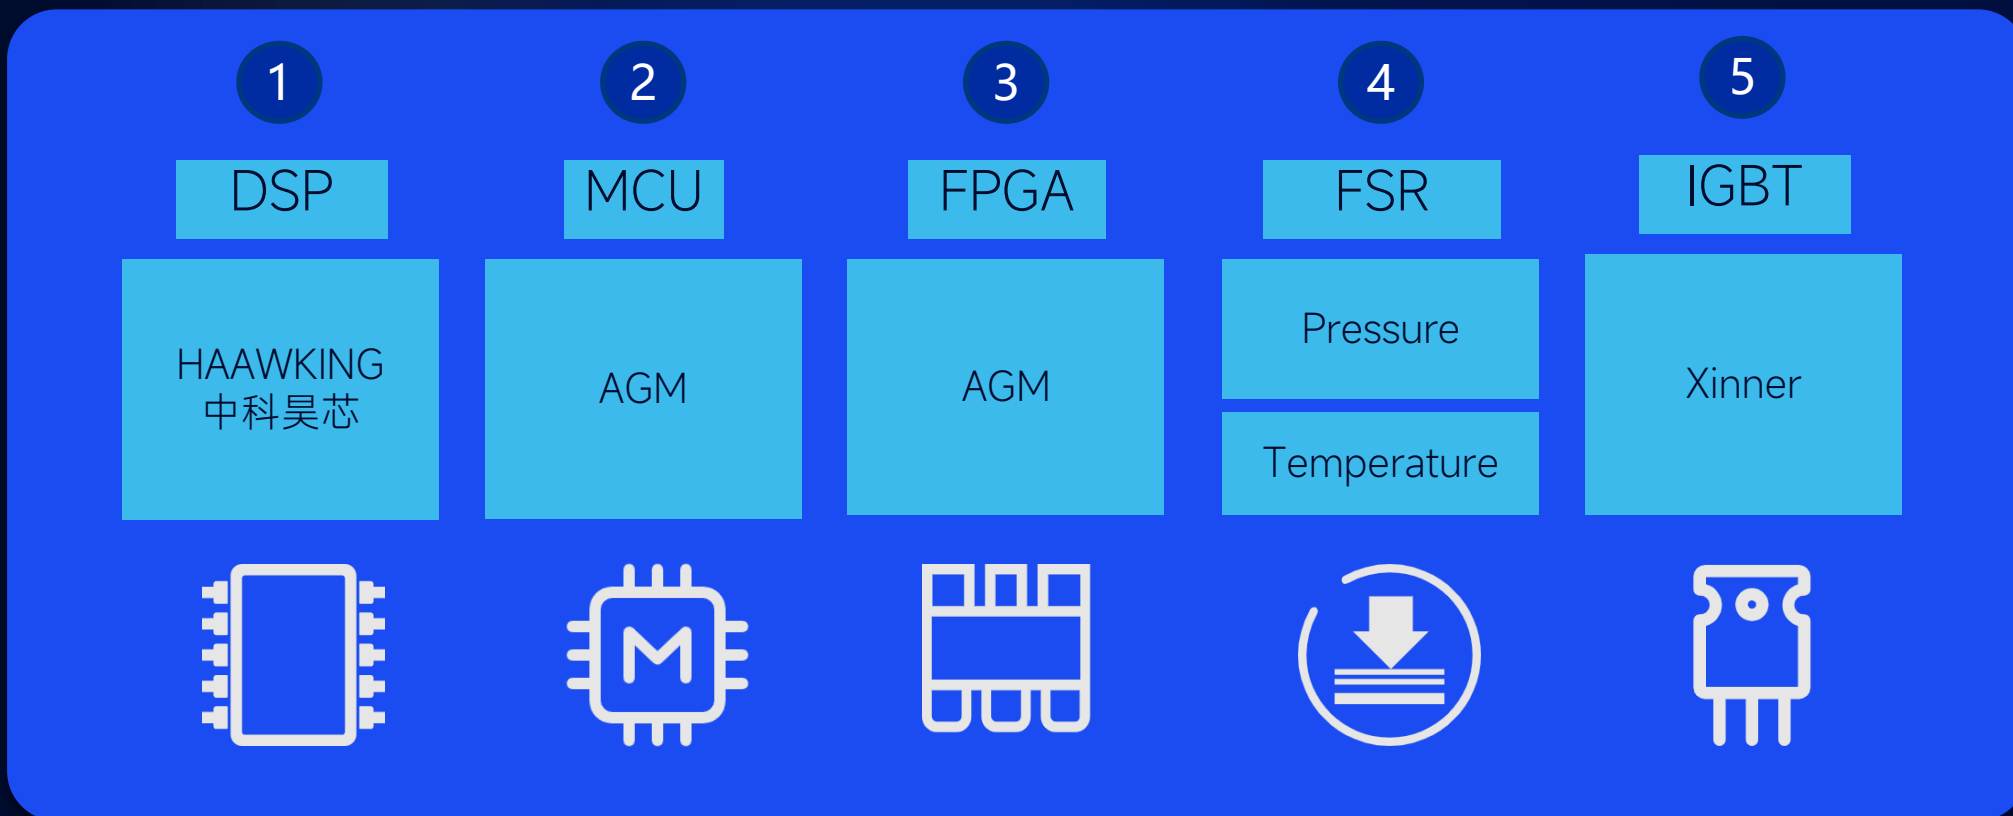 1
2
3
4
5
DSP
MCU
FPGA
FSR
IGBT
HAAWKING
中科昊芯
AGM
AGM
Pressure
Temperature
Xinner
M